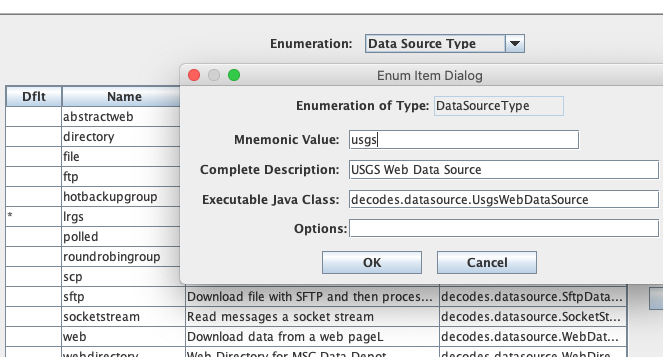 Enumeration: Data Source Type
Enum Item Dialog
Enumeration of Type: DataSourceType
Mnemonic Value: usgs
Complete Description: USGS Web Data Source
Executable Java Class: decodes.datasource.UsgsWebDataSource
Options:
OK Cancel
Dflt Name
abstractweb
directory
file
ftp
hotbackupgroup
* lrgs
polled
roundrobingroup
scp
sftp Download file with SFTP and then proces... decodes.datasource.SftpData...
socketstream Read messages a socket stream decodes.datasource.SocketSt...
web Download data from a web pageL decodes.datasource.WebDat...
webdirectory Web Directory for MSC Data Depot decodes.datasource.WebDire...